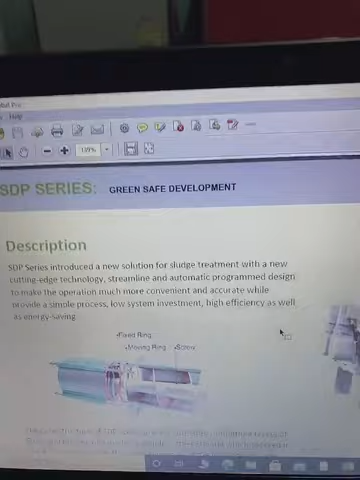 Help
139%
SDP SERIES: GREEN SAFE DEVELOPMENT
Description
SDP Series introduced a new solution for sludge treatment with a new
cutting-edge technology, streamline and automatic programmed design
to make the operation much more convenient and accurate while
provide a simple process, low system investment, high efficiency as well
as energy-saving.
Fixed Ring
Moving Ring Screw